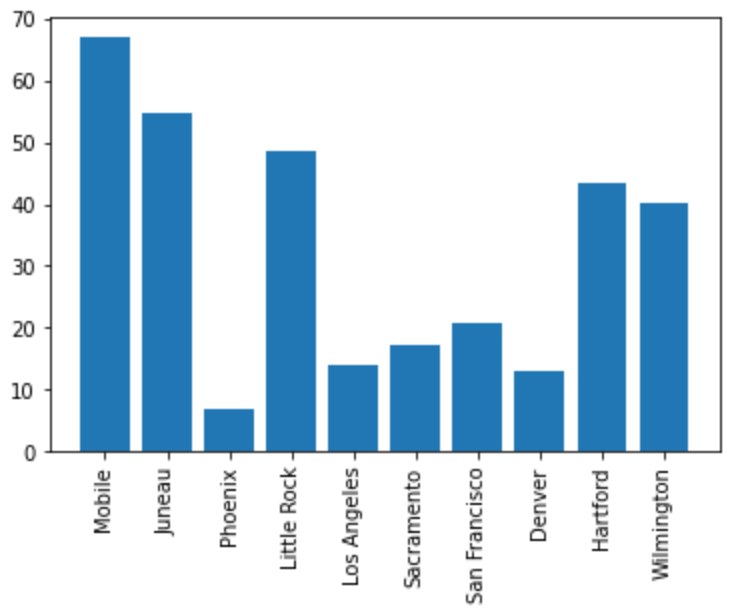 70
60
50
40
30
20
10
0
Mobile
Juneau
Phoenix
Little Rock
Los Angeles
Sacramento
San Francisco
Denver
Hartford
Wilmington